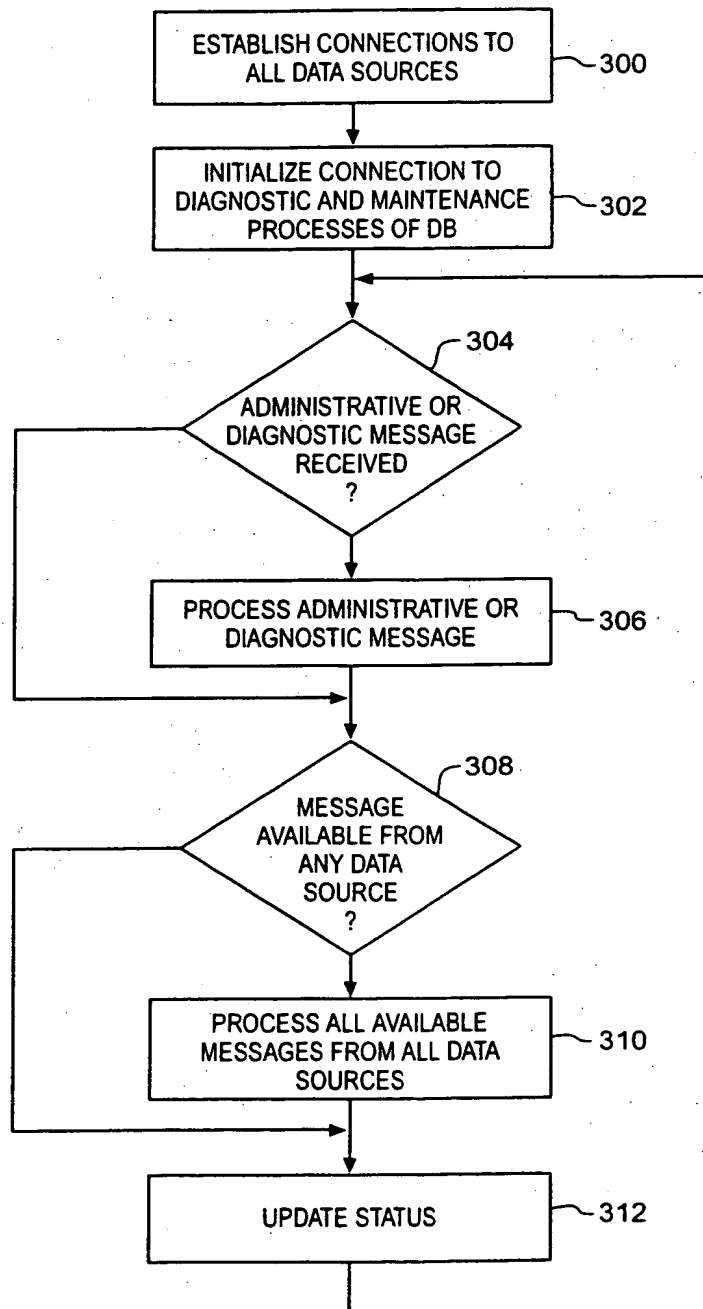 ESTABLISH CONNECTIONS TO
ALL DATA SOURCES
300
INITIALIZE CONNECTION TO
DIAGNOSTIC AND MAINTENANCE
PROCESSES OF DB
302
304
ADMINISTRATIVE OR
DIAGNOSTIC MESSAGE
RECEIVED
?
PROCESS ADMINISTRATIVE OR
DIAGNOSTIC MESSAGE
306
308
MESSAGE
AVAILABLE FROM
ANY DATA
SOURCE
?
PROCESS ALL AVAILABLE
MESSAGES FROM ALL DATA
SOURCES
310
UPDATE STATUS
312